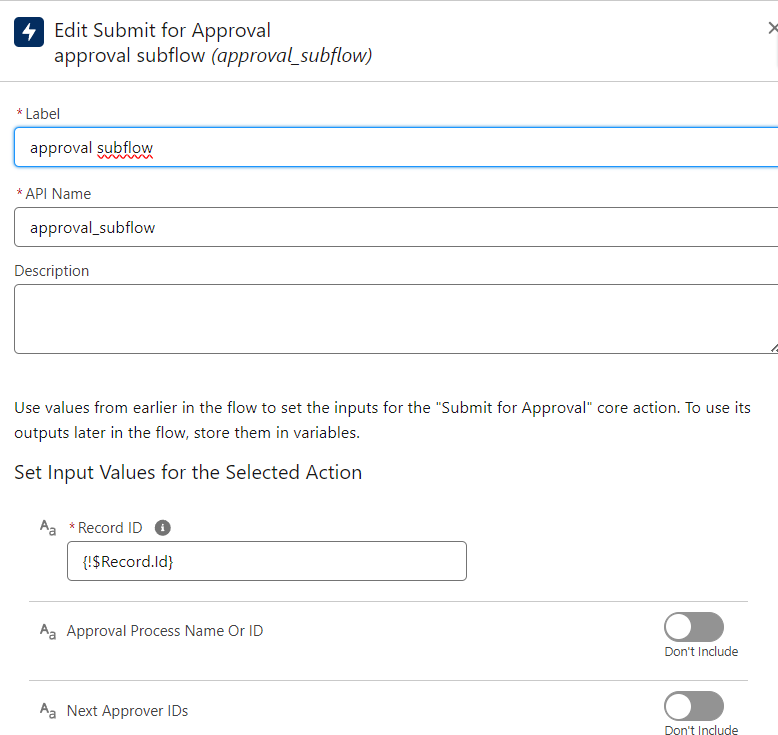 Edit Submit for Approval
approval subflow (approval_subflow)
* Label
approval subflow
* API Name
approval_subflow
Description
Use values from earlier in the flow to set the inputs for the "Submit for Approval" core action. To use its
outputs later in the flow, store them in variables.
Set Input Values for the Selected Action
Aa * Record ID i
{!$Record.Id}
Aa Approval Process Name Or ID
Don't Include
Aa Next Approver IDs
Don't Include